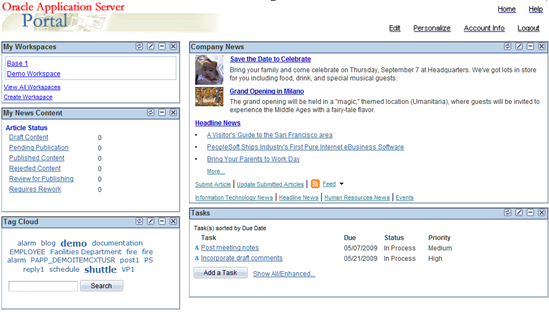 Oracle Application Server
Portal
Home Help
Edit Personalize Account Info Logout
My Workspaces
Base 1
Demo Workspace
View All Workspaces
Create Workspace
My News Content
Article Status
Draft Content 0
Pending Publication 0
Published Content 0
Rejected Content 0
Review for Publishing 0
Requires Rework 0
Tag Cloud
alarm blog demo documentation
EMPLOYEE Facilities Department fire fire
alarm PAPP_DEMOITEMCXTUSR post1 PS
reply1 schedule shuttle VP1
Search
Company News
Save the Date to Celebrate
Bring your family and come celebrate on Thursday, September 7 at Headquarters. We've got lots in store
for you including food, drink, and special musical guests.
Grand Opening in Milano
The grand opening will be held in a "magic," themed location (Umanitaria), where guests will be invited to
experience the Middle Ages with a fairy-tale flavor.
Headline News
A Visitor's Guide to the San Francisco area
PeopleSoft Ships Industry's First Pure Internet eBusiness Software
Bring Your Parents to Work Day
More...
Submit Article | Update Submitted Articles | Feed
Information Technology News | Headline News | Human Resources News | Events
Tasks
Task(s) sorted by Due Date
Task Due Status Priority
Post meeting notes 05/07/2009 In Process Medium
Incorporate draft comments 05/21/2009 In Process High
Add a Task Show All/Enhanced...